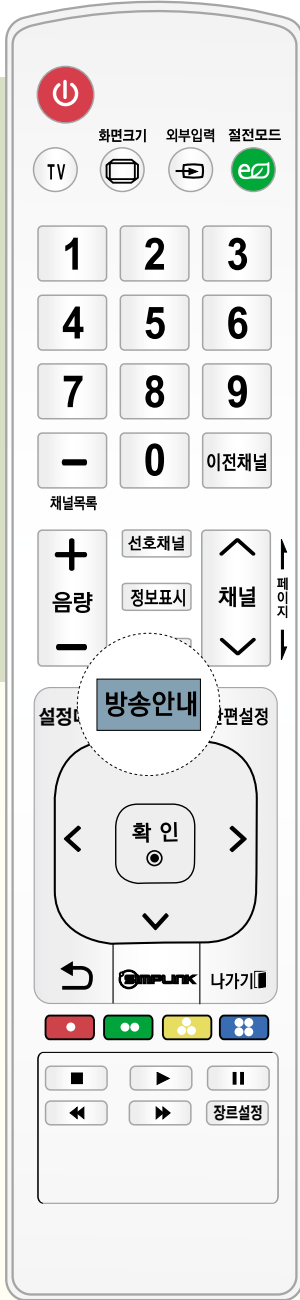 화면크기 외부입력 절전모드
TV
1 2 3
4 5 6
7 8 9
- 0 이전채널
채널목록
선호채널
+ 음량 - 정보표시 채널 페이지
방송안내
설정 편설정
확인
SIMPLINK 나가기
장르설정